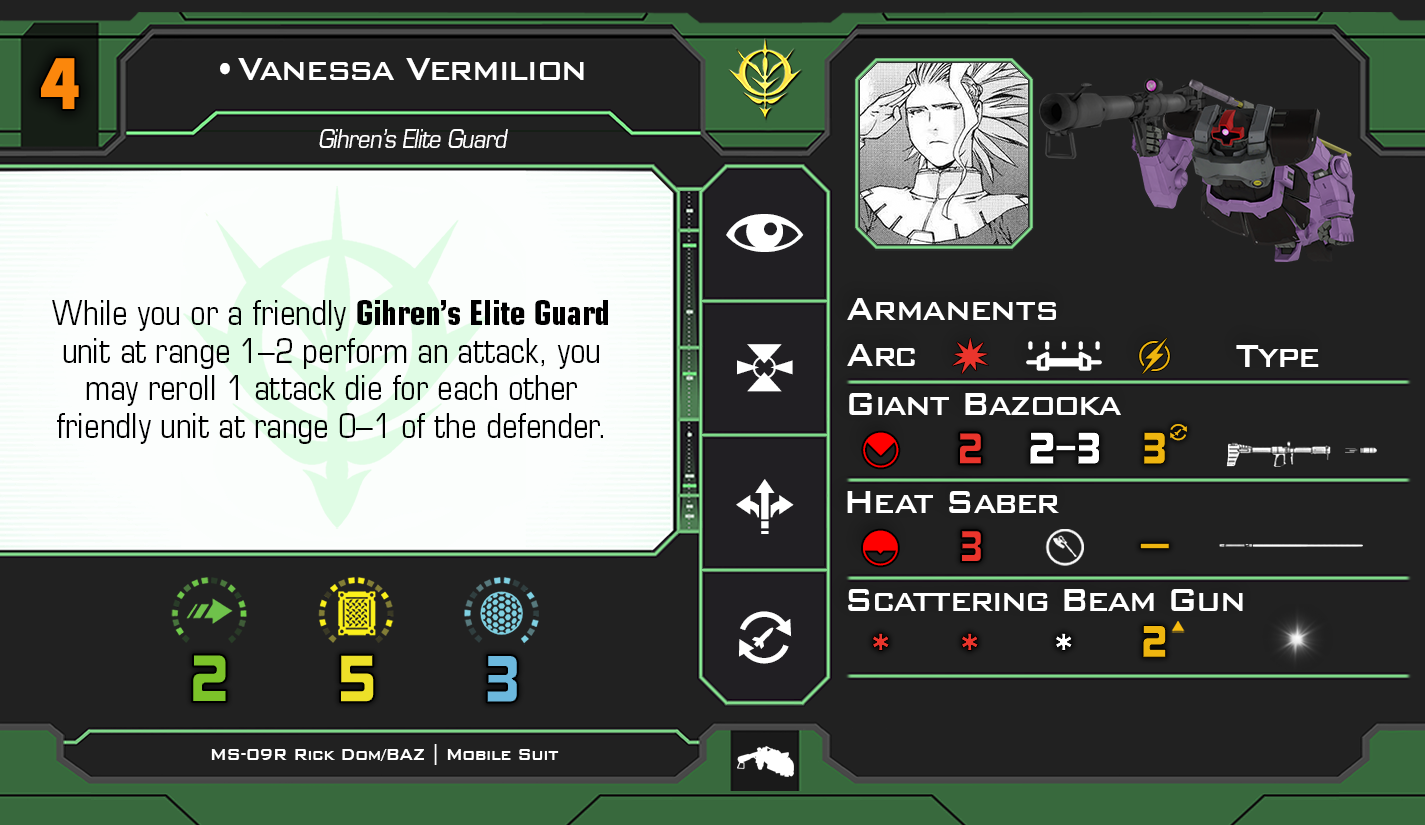 4
• Vanessa Vermilion
Gihren's Elite Guard
While you or a friendly Gihren's Elite Guard
unit at range 1–2 perform an attack, you
may reroll 1 attack die for each other
friendly unit at range 0–1 of the defender.
2 5 3
MS-09R Rick Dom/BAZ | Mobile Suit
Armanents
Arc Type
Giant Bazooka
2 2–3 3
Heat Saber
3 –
Scattering Beam Gun
* * * 2